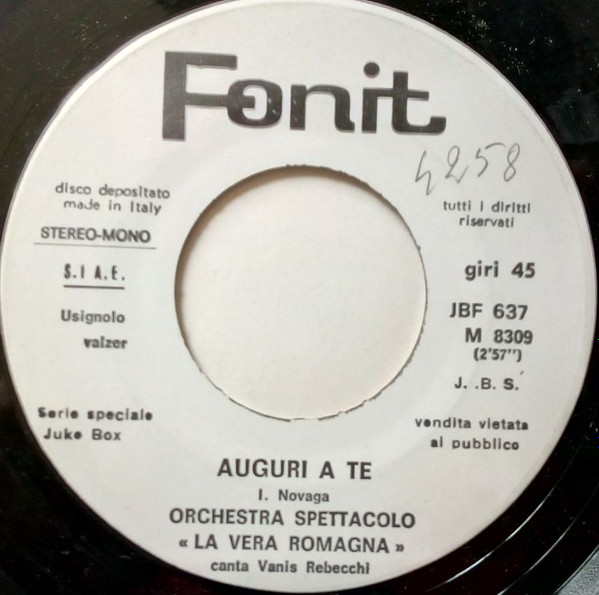 Fonit
4258
disco depositato
made in Italy
tutti i diritti
riservati
STEREO-MONO
S.I A.E.
giri 45
Usignolo
valzer
JBF 637
M 8309
(2'57")
J. .B. S.
Serie speciale
Juke Box
vendita vietata
al pubblico
AUGURI A TE
I. Novaga
ORCHESTRA SPETTACOLO
« LA VERA ROMAGNA »
canta Vanis Rebecchi